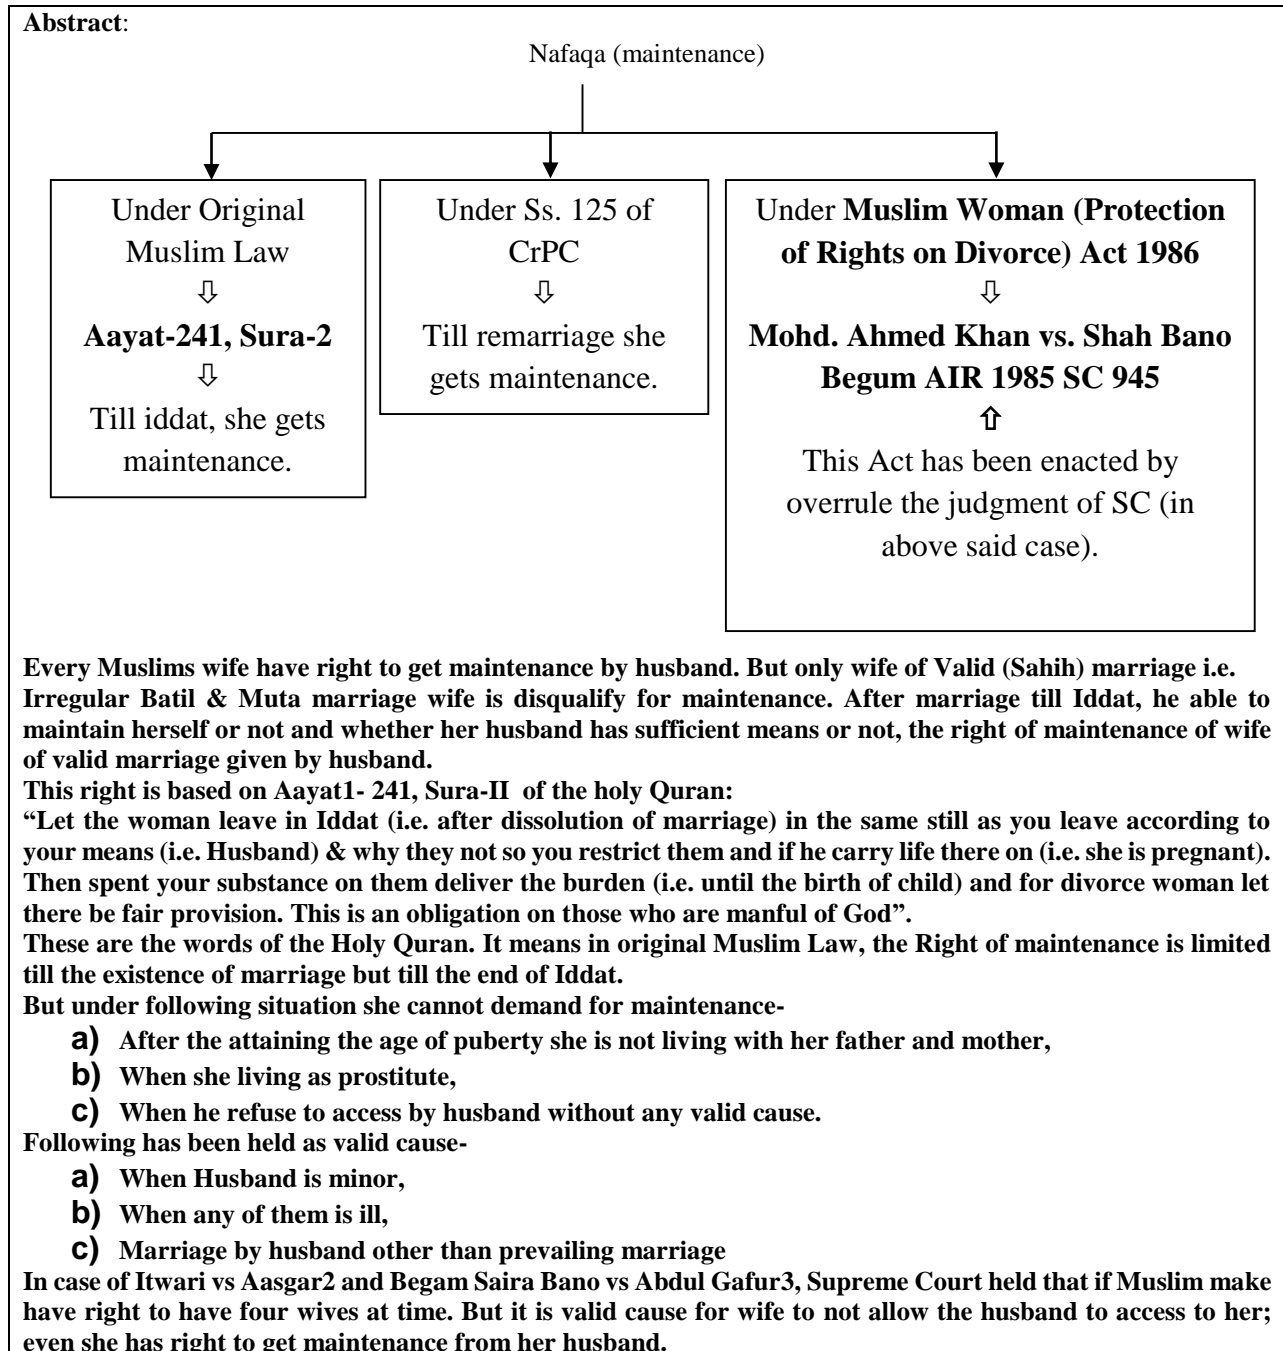 Abstract:
Nafaqa (maintenance)
Under Original
Muslim Law
⇩
Aayat-241, Sura-2
⇩
Till iddat, she gets
maintenance.
Under Ss. 125 of
CrPC
⇩
Till remarriage she
gets maintenance.
Under Muslim Woman (Protection
of Rights on Divorce) Act 1986
⇩
Mohd. Ahmed Khan vs. Shah Bano
Begum AIR 1985 SC 945
⇧
This Act has been enacted by
overrule the judgment of SC (in
above said case).
Every Muslims wife have right to get maintenance by husband. But only wife of Valid (Sahih) marriage i.e.
Irregular Batil & Muta marriage wife is disqualify for maintenance. After marriage till Iddat, he able to
maintain herself or not and whether her husband has sufficient means or not, the right of maintenance of wife
of valid marriage given by husband.
This right is based on Aayat1- 241, Sura-II of the holy Quran:
“Let the woman leave in Iddat (i.e. after dissolution of marriage) in the same still as you leave according to
your means (i.e. Husband) & why they not so you restrict them and if he carry life there on (i.e. she is pregnant).
Then spent your substance on them deliver the burden (i.e. until the birth of child) and for divorce woman let
there be fair provision. This is an obligation on those who are manful of God”.
These are the words of the Holy Quran. It means in original Muslim Law, the Right of maintenance is limited
till the existence of marriage but till the end of Iddat.
But under following situation she cannot demand for maintenance-
a) After the attaining the age of puberty she is not living with her father and mother,
b) When she living as prostitute,
c) When he refuse to access by husband without any valid cause.
Following has been held as valid cause-
a) When Husband is minor,
b) When any of them is ill,
c) Marriage by husband other than prevailing marriage
In case of Itwari vs Aasgar2 and Begam Saira Bano vs Abdul Gafur3, Supreme Court held that if Muslim make
have right to have four wives at time. But it is valid cause for wife to not allow the husband to access to her;
even she has right to get maintenance from her husband.